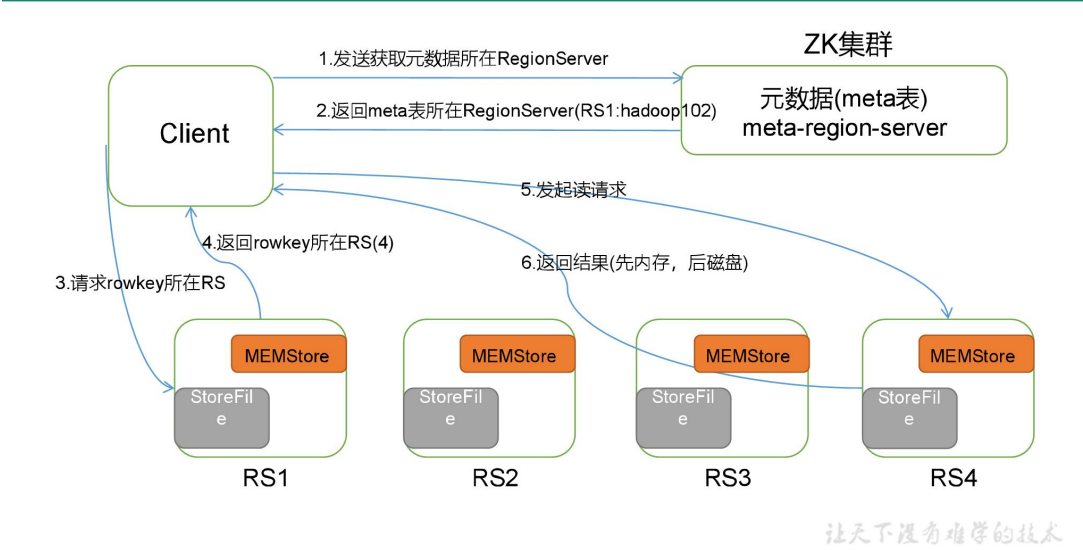 ZK集群
1.发送获取元数据所在RegionServer
元数据(meta表)
meta-region-server
2.返回meta表所在RegionServer(RS1:hadoop102)
Client
5.发起读请求
4.返回rowkey所在RS(4)
6.返回结果(先内存，后磁盘)
3.请求rowkey所在RS
MEMStore
MEMStore
MEMStore
MEMStore
StoreFil
e
StoreFil
e
StoreFil
e
StoreFil
e
RS1
RS2
RS3
RS4
让天下没有难学的技术